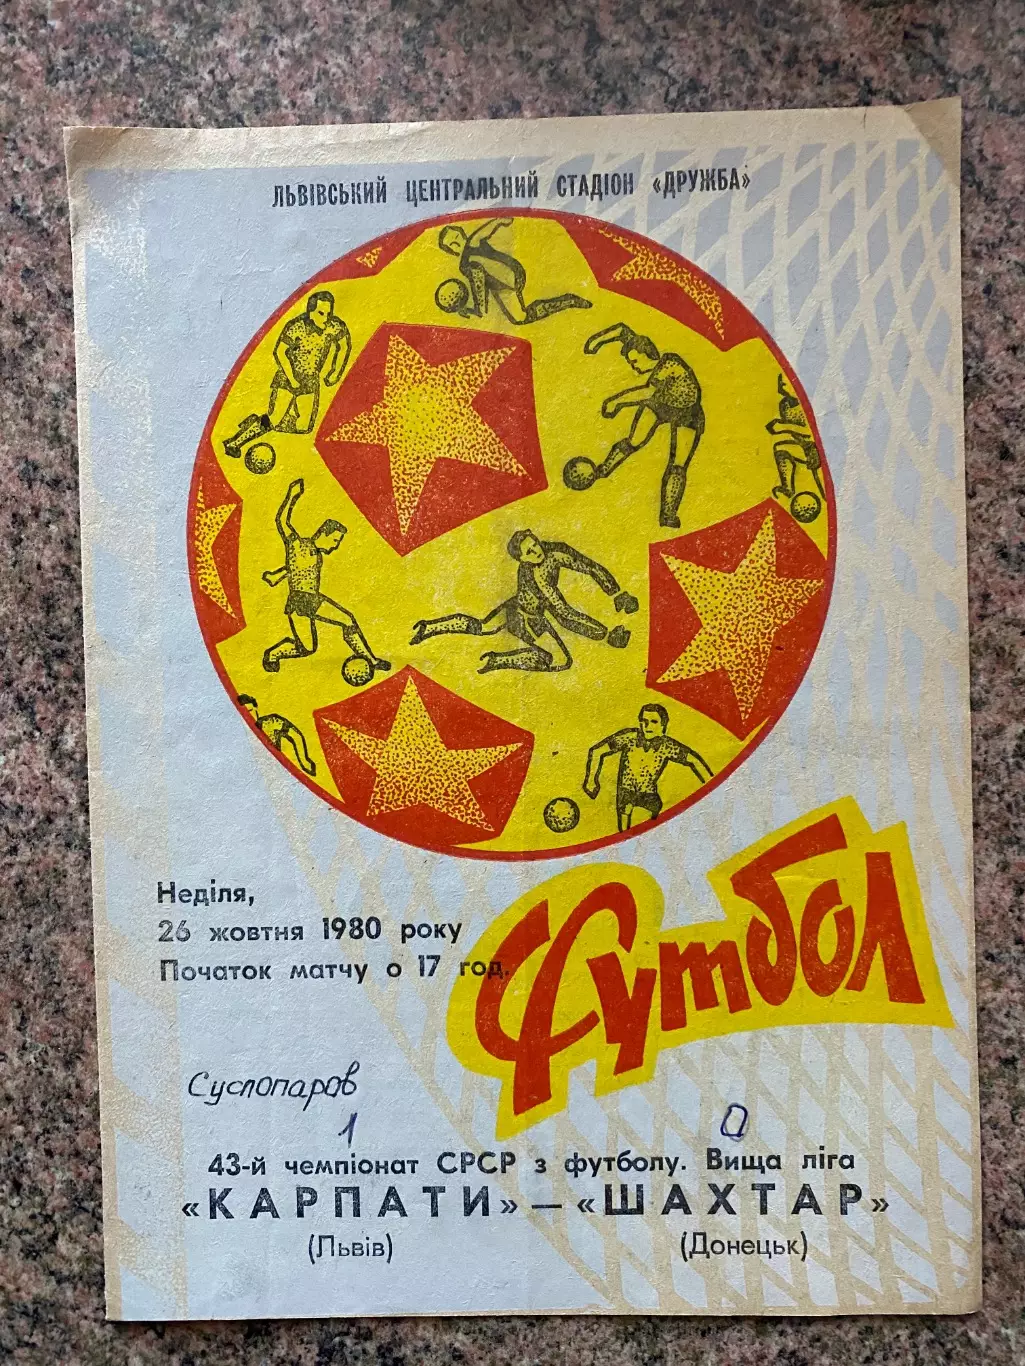 ЛЬВІВСЬКИЙ ЦЕНТРАЛЬНИЙ СТАДІОН «ДРУЖБА»
Неділя,
26 жовтня 1980 року
Початок матчу о 17 год.
Футбол
Суслопаров
1 0
43-й чемпіонат СРСР з футболу. Вища ліга
«КАРПАТИ» — «ШАХТАР»
(Львів) (Донецьк)